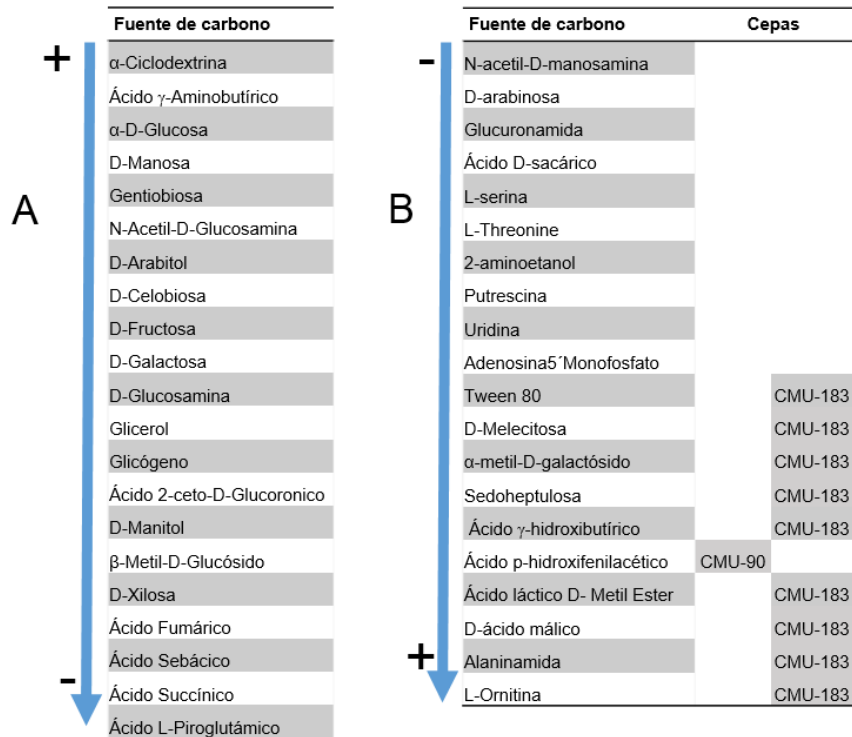 A
+
-
Fuente de carbono
α-Ciclodextrina
Ácido γ-Aminobutírico
α-D-Glucosa
D-Manosa
Gentiobiosa
N-Acetil-D-Glucosamina
D-Arabitol
D-Celobiosa
D-Fructosa
D-Galactosa
D-Glucosamina
Glicerol
Glicógeno
Ácido 2-ceto-D-Glucoronico
D-Manitol
β-Metil-D-Glucósido
D-Xilosa
Ácido Fumárico
Ácido Sebácico
Ácido Succínico
Ácido L-Piroglutámico
B
-
+
Fuente de carbono Cepas
N-acetil-D-manosamina
D-arabinosa
Glucuronamida
Ácido D-sacárico
L-serina
L-Threonine
2-aminoetanol
Putrescina
Uridina
Adenosina5´Monofosfato
Tween 80 CMU-183
D-Melecitosa CMU-183
α-metil-D-galactósido CMU-183
Sedoheptulosa CMU-183
Ácido γ-hidroxibutírico CMU-183
Ácido p-hidroxifenilacético CMU-90
Ácido láctico D- Metil Ester CMU-183
D-ácido málico CMU-183
Alaninamida CMU-183
L-Ornitina CMU-183